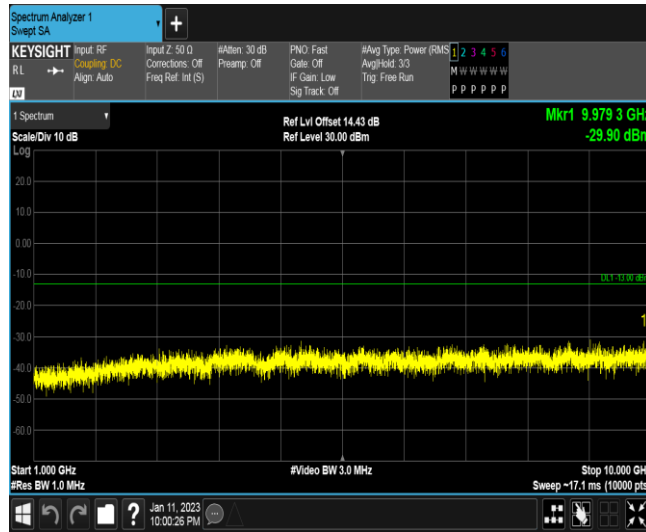 Spectrum Analyzer 1
Swept SA
+
KEYSIGHT Input: RF Input Z: 50 Ω #Atten: 30 dB PNO: Fast #Avg Type: Power (RMS 1 2 3 4 5 6
RL Coupling: DC Corrections: Off Preamp: Off Gate: Off Avg|Hold: 3/3 M W W W W W
Align: Auto Freq Ref: Int (S) IF Gain: Low Trig: Free Run
Sig Track: Off P P P P P P
LXI
1 Spectrum
Scale/Div 10 dB
Log
Ref Lvl Offset 14.43 dB
Ref Level 30.00 dBm
Mkr1 9.979 3 GHz
-29.90 dBm
20.0
10.0
0.00
-10.0
DL1 -13.00 dBm
-20.0
1
-30.0
-40.0
-50.0
-60.0
Start 1.000 GHz #Video BW 3.0 MHz Stop 10.000 GHz
#Res BW 1.0 MHz Sweep ~17.1 ms (10000 pts
? Jan 11, 2023
10:00:26 PM